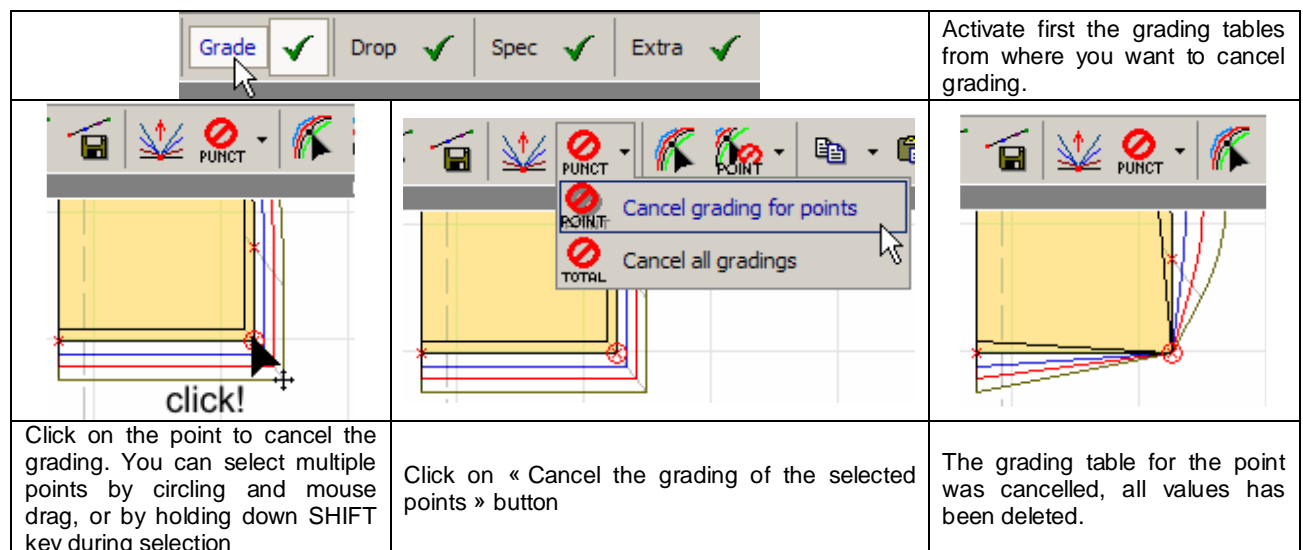 Grade Drop Spec Extra
Activate first the grading tables
from where you want to cancel
grading.
PUNCT
click!
PUNCT POINT
POINT Cancel grading for points
TOTAL Cancel all gradings
PUNCT
Click on the point to cancel the
grading. You can select multiple
points by circling and mouse
drag, or by holding down SHIFT
key during selection
Click on « Cancel the grading of the selected
points » button
The grading table for the point
was cancelled, all values has
been deleted.